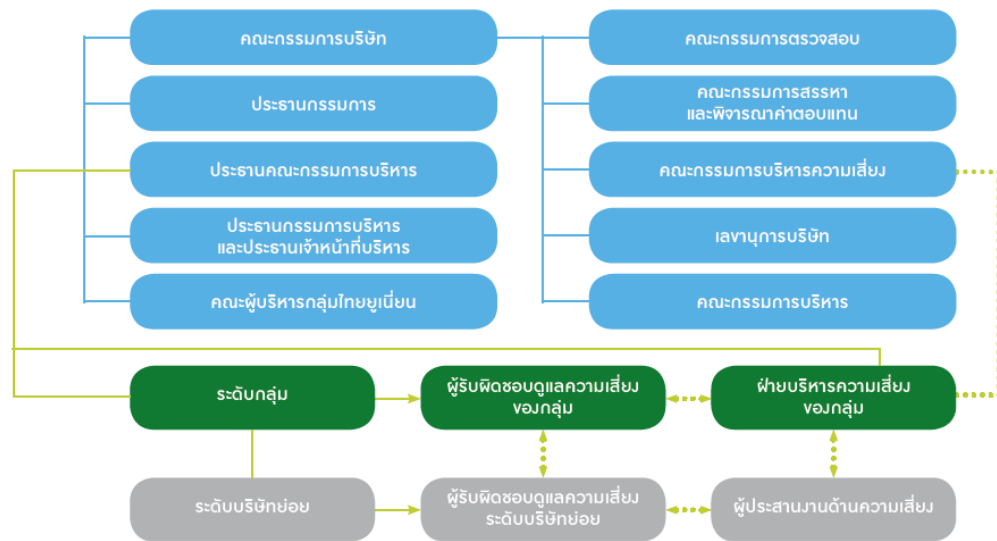 คณะกรรมการบริษัท
คณะกรรมการตรวจสอบ
ประธานกรรมการ
คณะกรรมการสรรหา
และพิจารณาค่าตอบแทน
ประธานคณะกรรมการบริหาร
คณะกรรมการบริหารความเสี่ยง
ประธานกรรมการบริหาร
และประธานเจ้าหน้าที่บริหาร
เลขานุการบริษัท
คณะผู้บริหารกลุ่มไทยยูเนี่ยน
คณะกรรมการบริหาร
ระดับกลุ่ม
ผู้รับผิดชอบดูแลความเสี่ยง
ของกลุ่ม
ฝ่ายบริหารความเสี่ยง
ของกลุ่ม
ระดับบริษัทย่อย
ผู้รับผิดชอบดูแลความเสี่ยง
ระดับบริษัทย่อย
ผู้ประสานงานด้านความเสี่ยง